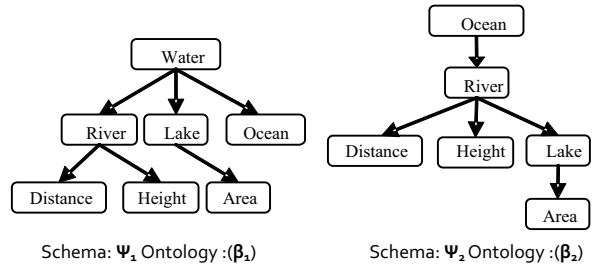 Water
River
Lake
Ocean
Distance
Height
Area
Schema: Ψ₁ Ontology :(β₁)
Ocean
River
Distance
Height
Lake
Area
Schema: Ψ₂ Ontology :(β₂)